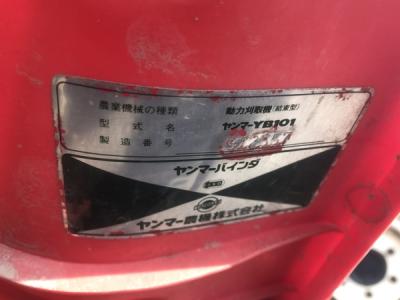 農業機械の種類 動力刈取機(結束型)
型式名 ヤンマーYB101
製造番号
ヤンマーバインダ
ヤンマー農機株式会社